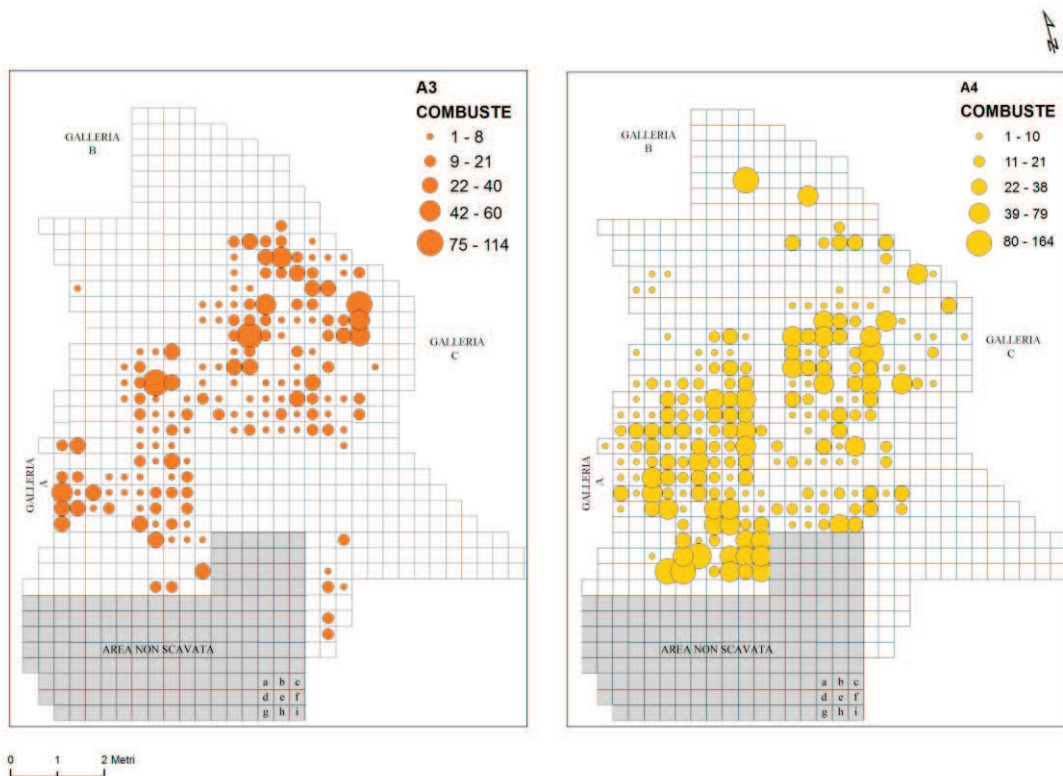 A3
COMBUSTE
1 - 8
9 - 21
22 - 40
42 - 60
75 - 114
GALLERIA
B
GALLERIA
C
GALLERIA
A
AREA NON SCAVATA
a b c
d e f
g h i
0 1 2 Metri
N
A4
COMBUSTE
1 - 10
11 - 21
22 - 38
39 - 79
80 - 164
GALLERIA
B
GALLERIA
C
GALLERIA
A
AREA NON SCAVATA
a b c
d e f
g h i